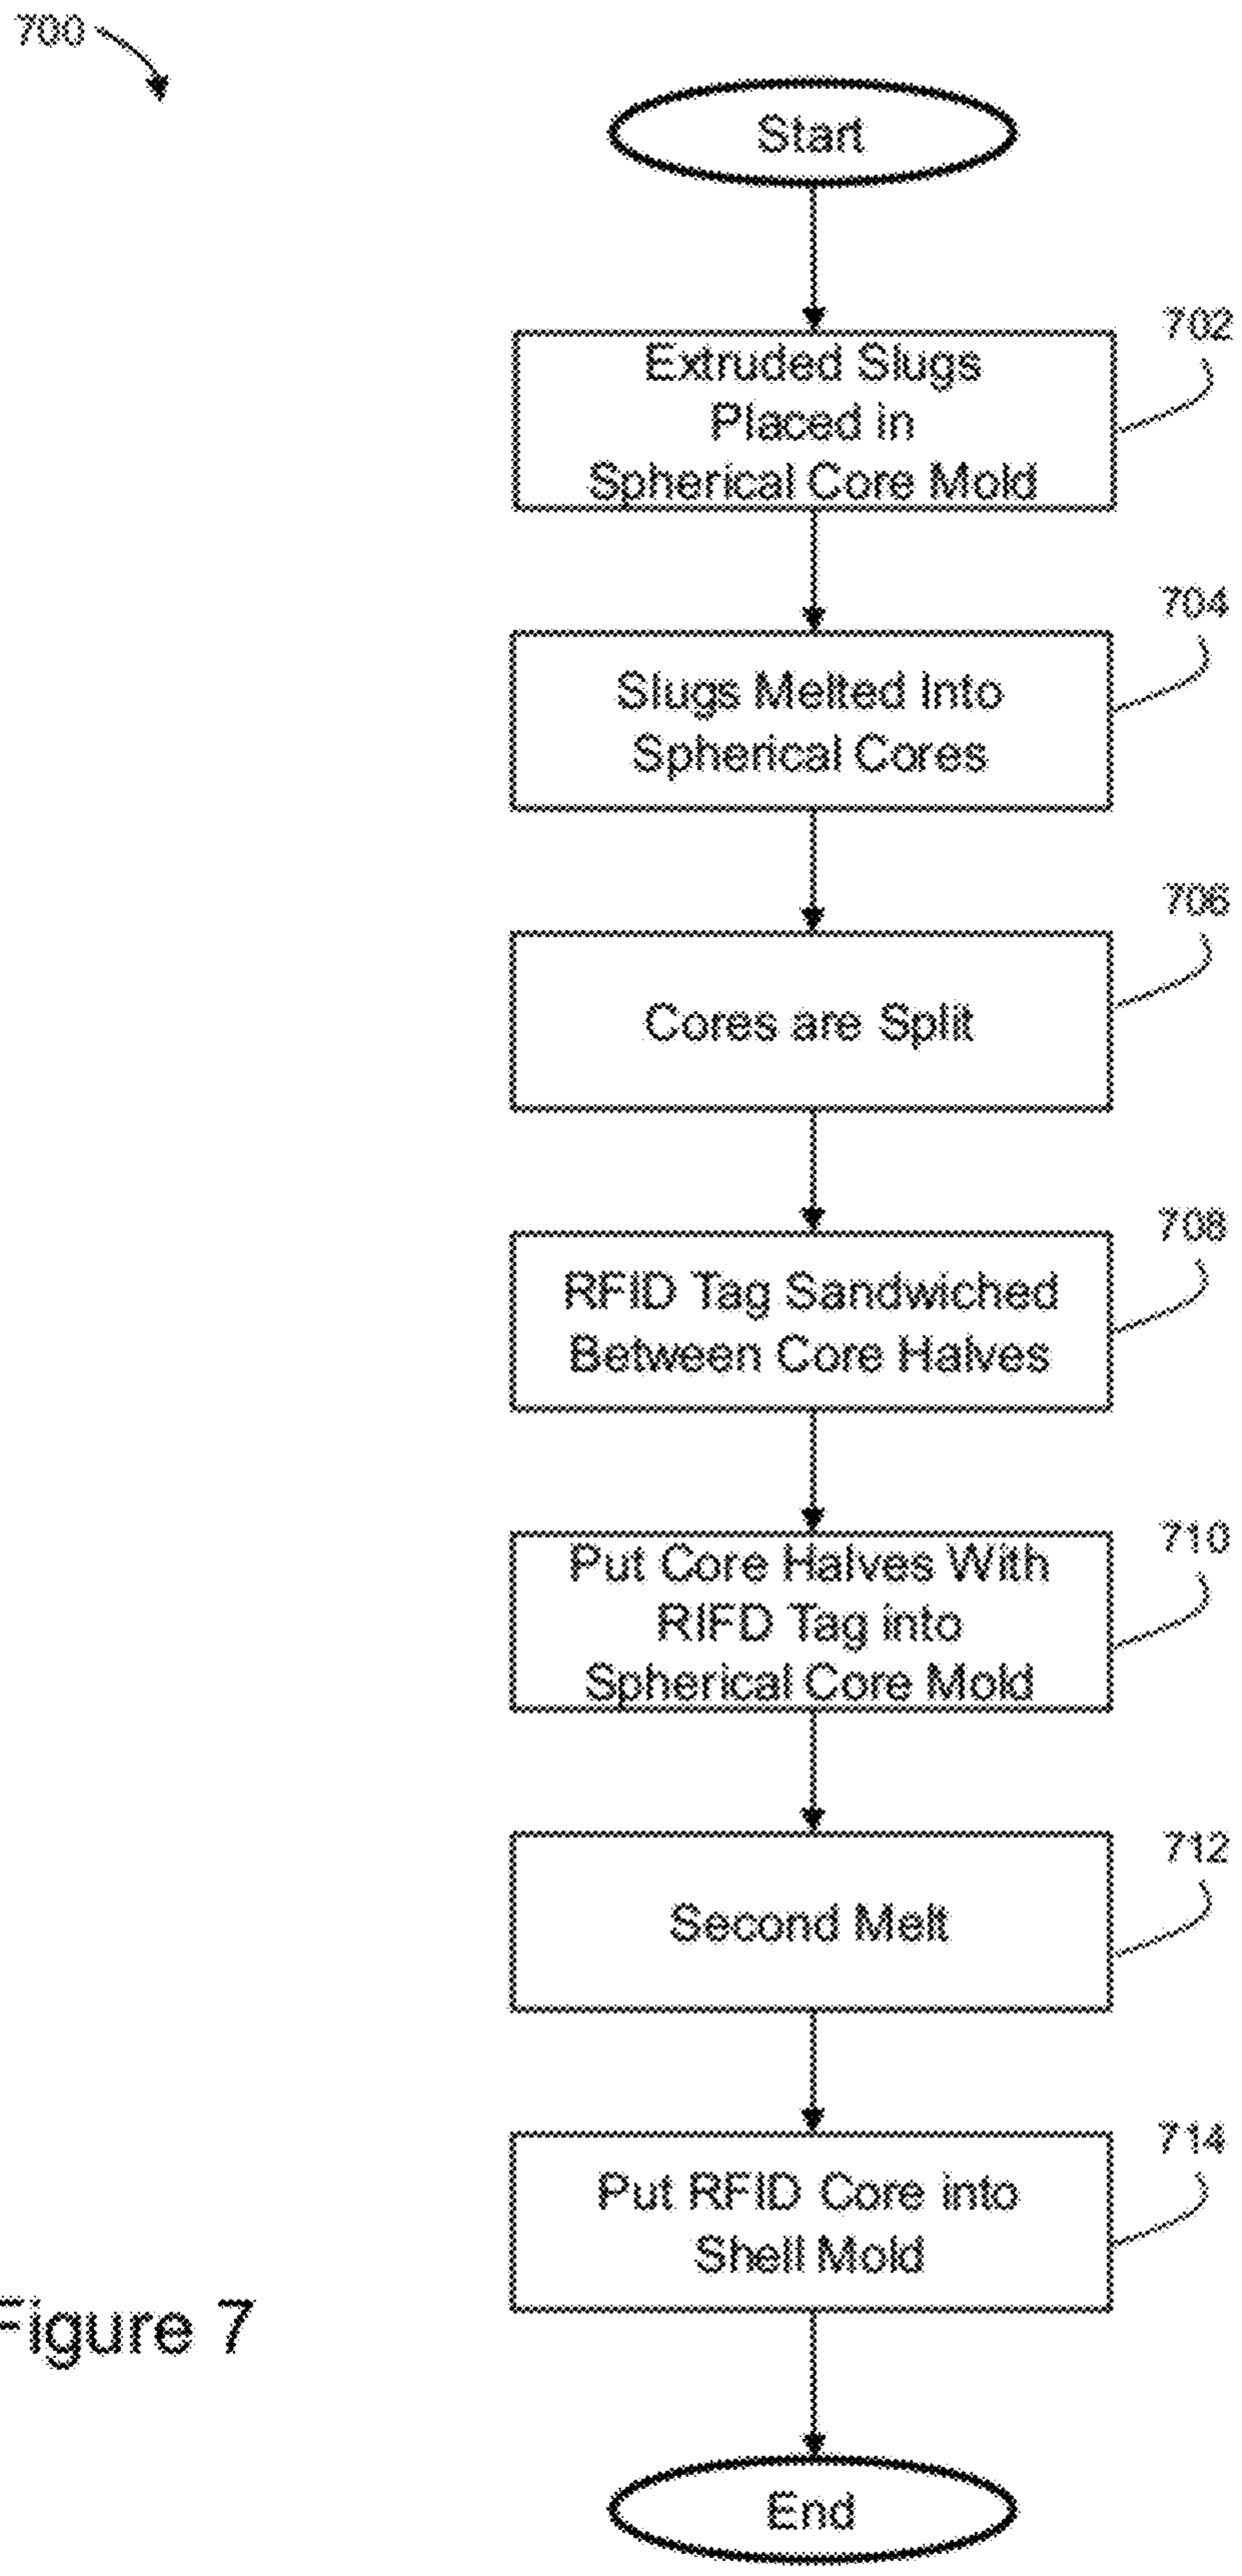 700
Start
702
Extruded Slugs
Placed in
Spherical Core Mold
704
Slugs Melted Into
Spherical Cores
706
Cores are Split
708
RFID Tag Sandwiched
Between Core Halves
710
Put Core Halves With
RIFD Tag into
Spherical Core Mold
712
Second Melt
714
Put RFID Core into
Shell Mold
Figure 7
End